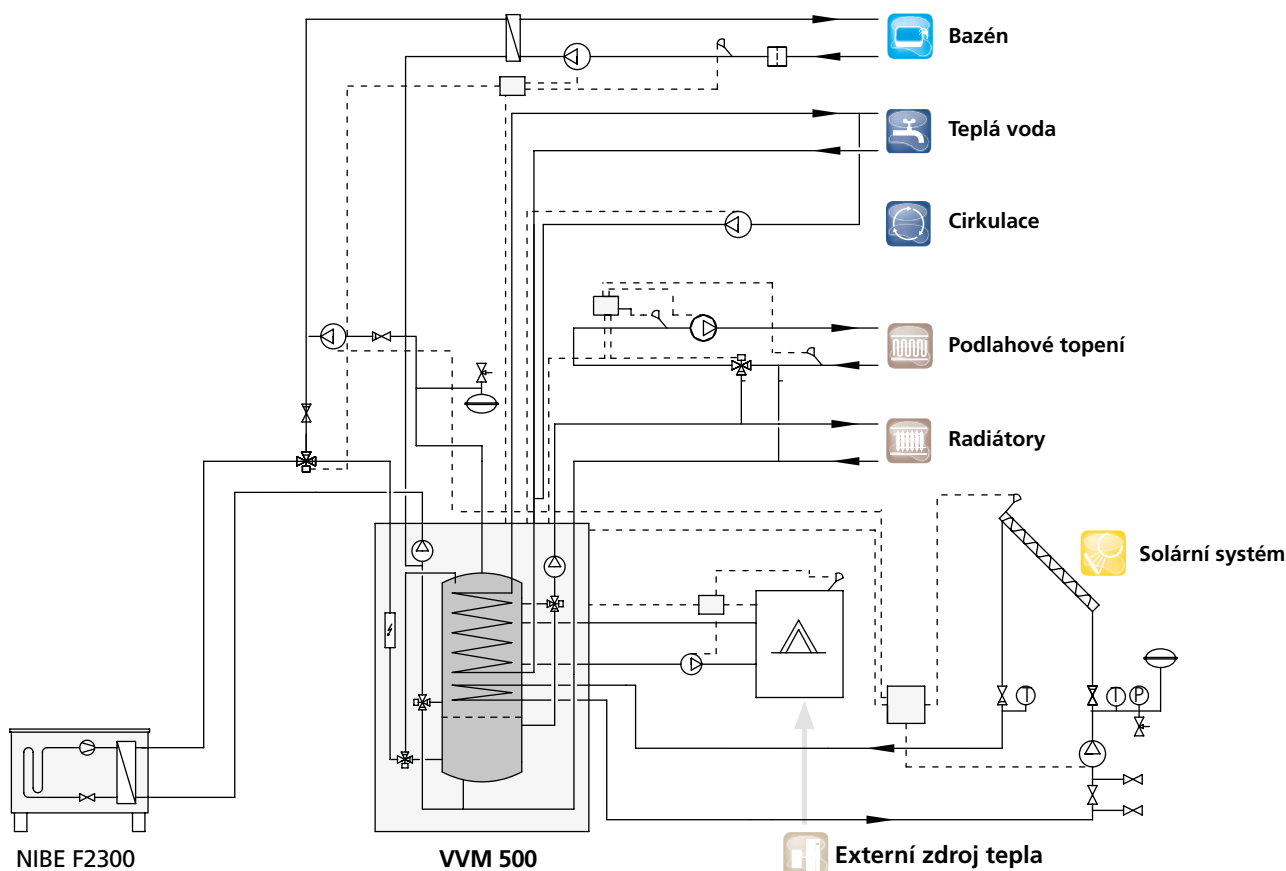 Bazén
Teplá voda
Cirkulace
Podlahové topení
Radiátory
Solární systém
T
T
P
NIBE F2300
VVM 500
Externí zdroj tepla